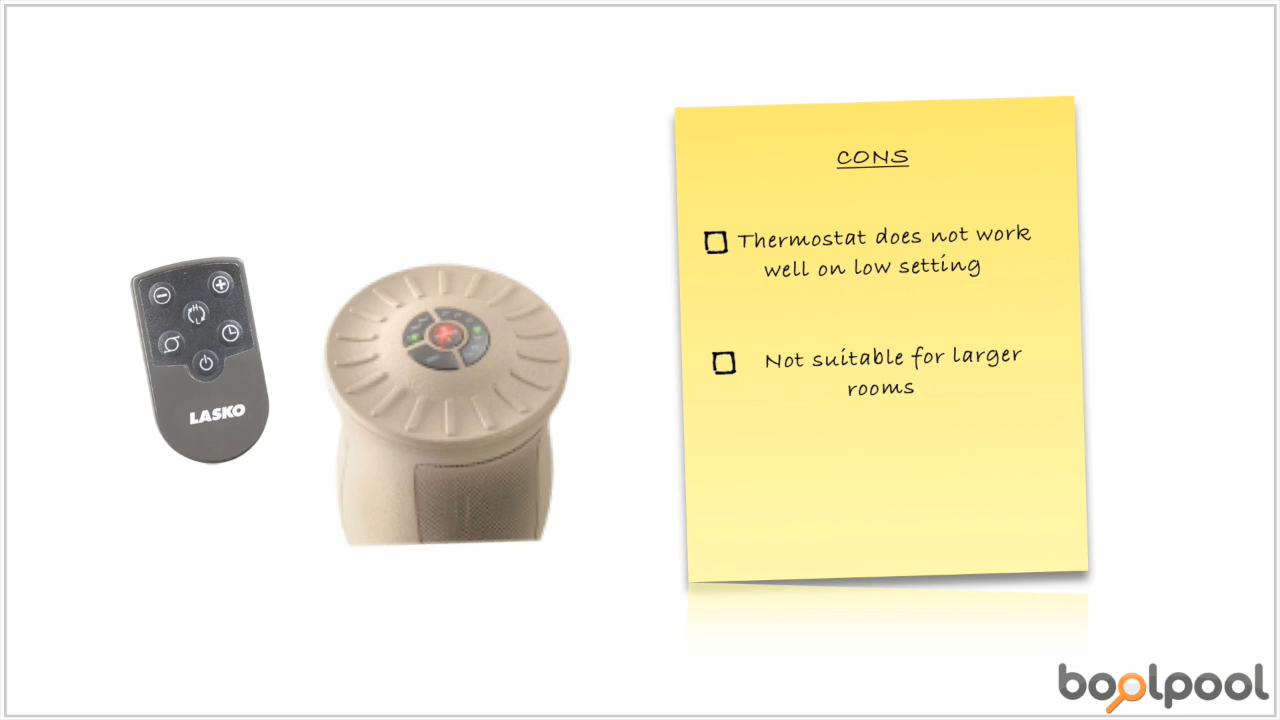 CONS
Thermostat does not work
well on low setting
Not suitable for larger
rooms
LASKO
boolpool